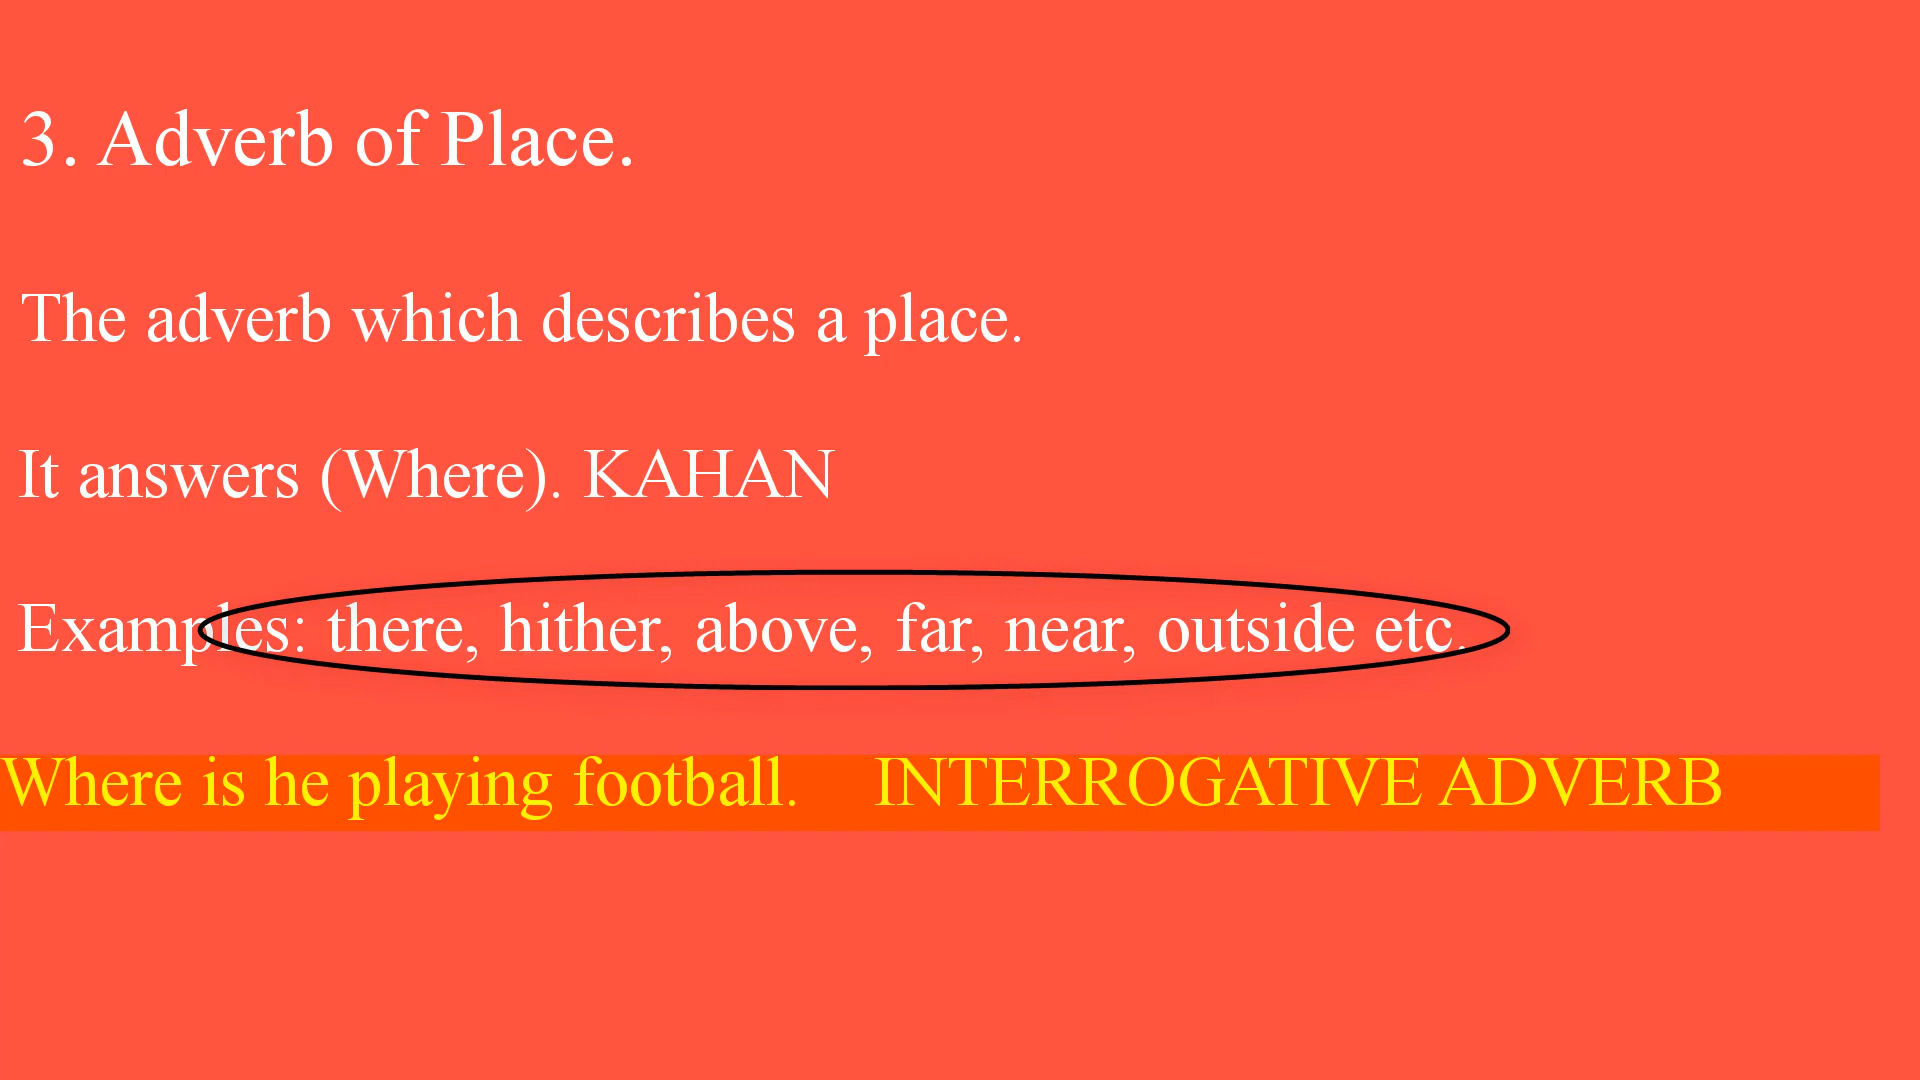 3. Adverb of Place.
The adverb which describes a place.
It answers (Where). KAHAN
Examples: there, hither, above, far, near, outside etc.
Where is he playing football. INTERROGATIVE ADVERB